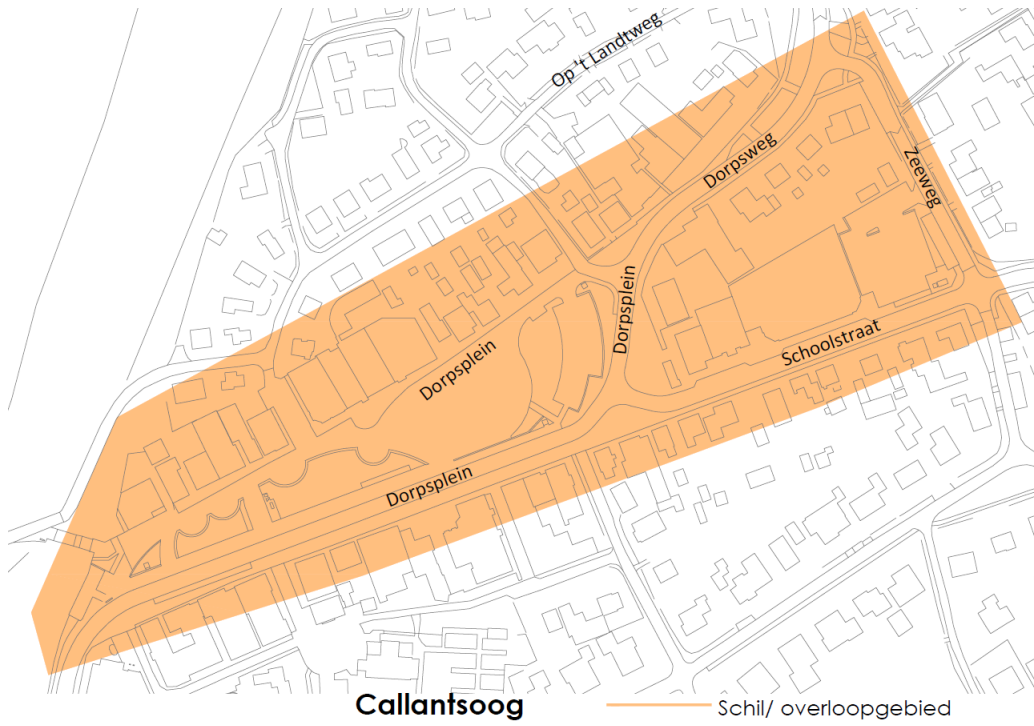 Op 't Landtweg
Dorpsweg
Zeeweg
Dorpsplein
Schoolstraat
Dorpsplein
Dorpsplein
Callantsoog
Schil/ overloopgebied